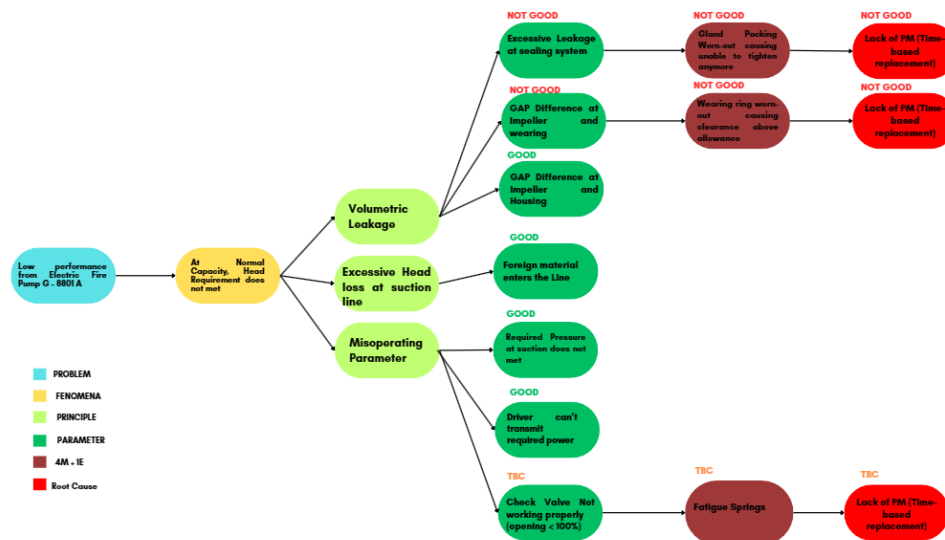 NOT GOOD
Excessive Leakage
at sealing system
NOT GOOD
Gland Packing
Worn-out causing
unable to tighten
anymore
NOT GOOD
Lack of PM (Time-
based
replacement)
NOT GOOD
GAP Difference at
Impeller and
wearing
NOT GOOD
Wearing ring worn-
out causing
clearance above
allowance
NOT GOOD
Lack of PM (Time-
based
replacement)
GOOD
GAP Difference at
Impeller and
Housing
Volumetric
Leakage
Low performance
from Electric Fire
Pump G - 8801 A
At Normal
Capacity, Head
Requirement does
not met
Excessive Head
loss at suction
line
GOOD
Foreign material
enters the Line
Misoperating
Parameter
GOOD
Required Pressure
at suction does not
met
GOOD
Driver can't
transmit
required power
TBC
Check Valve Not
working properly
(opening < 100%)
TBC
Fatigue Springs
TBC
Lack of PM (Time-
based
replacement)
PROBLEM
FENOMENA
PRINCIPLE
PARAMETER
4M + 1E
Root Cause